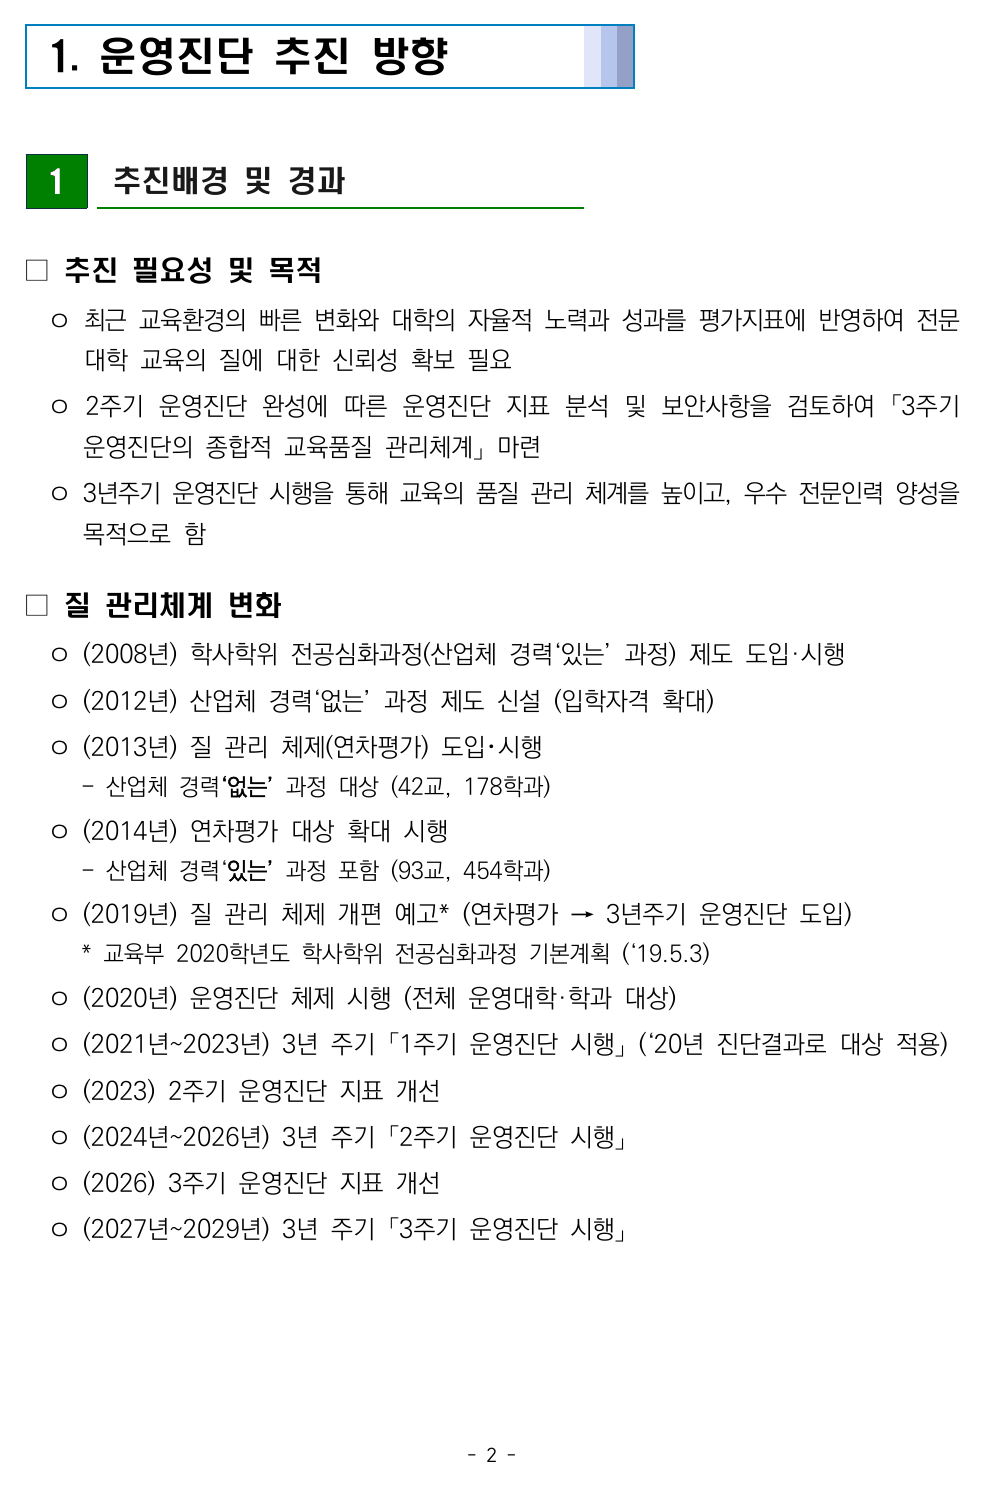 1. 운영진단 추진 방향
1 추진배경 및 경과
□ 추진 필요성 및 목적
ㅇ 최근 교육환경의 빠른 변화와 대학의 자율적 노력과 성과를 평가지표에 반영하여 전문
대학 교육의 질에 대한 신뢰성 확보 필요
ㅇ 2주기 운영진단 완성에 따른 운영진단 지표 분석 및 보안사항을 검토하여 「3주기
운영진단의 종합적 교육품질 관리체계」 마련
ㅇ 3년주기 운영진단 시행을 통해 교육의 품질 관리 체계를 높이고, 우수 전문인력 양성을
목적으로 함
□ 질 관리체계 변화
ㅇ (2008년) 학사학위 전공심화과정(산업체 경력‘있는’ 과정) 제도 도입·시행
ㅇ (2012년) 산업체 경력‘없는’ 과정 제도 신설 (입학자격 확대)
ㅇ (2013년) 질 관리 체제(연차평가) 도입·시행
- 산업체 경력‘없는’ 과정 대상 (42교, 178학과)
ㅇ (2014년) 연차평가 대상 확대 시행
- 산업체 경력‘있는’ 과정 포함 (93교, 454학과)
ㅇ (2019년) 질 관리 체제 개편 예고* (연차평가 → 3년주기 운영진단 도입)
* 교육부 2020학년도 학사학위 전공심화과정 기본계획 (‘19.5.3)
ㅇ (2020년) 운영진단 체제 시행 (전체 운영대학·학과 대상)
ㅇ (2021년~2023년) 3년 주기 「1주기 운영진단 시행」 (‘20년 진단결과로 대상 적용)
ㅇ (2023) 2주기 운영진단 지표 개선
ㅇ (2024년~2026년) 3년 주기 「2주기 운영진단 시행」
ㅇ (2026) 3주기 운영진단 지표 개선
ㅇ (2027년~2029년) 3년 주기 「3주기 운영진단 시행」
- 2 -